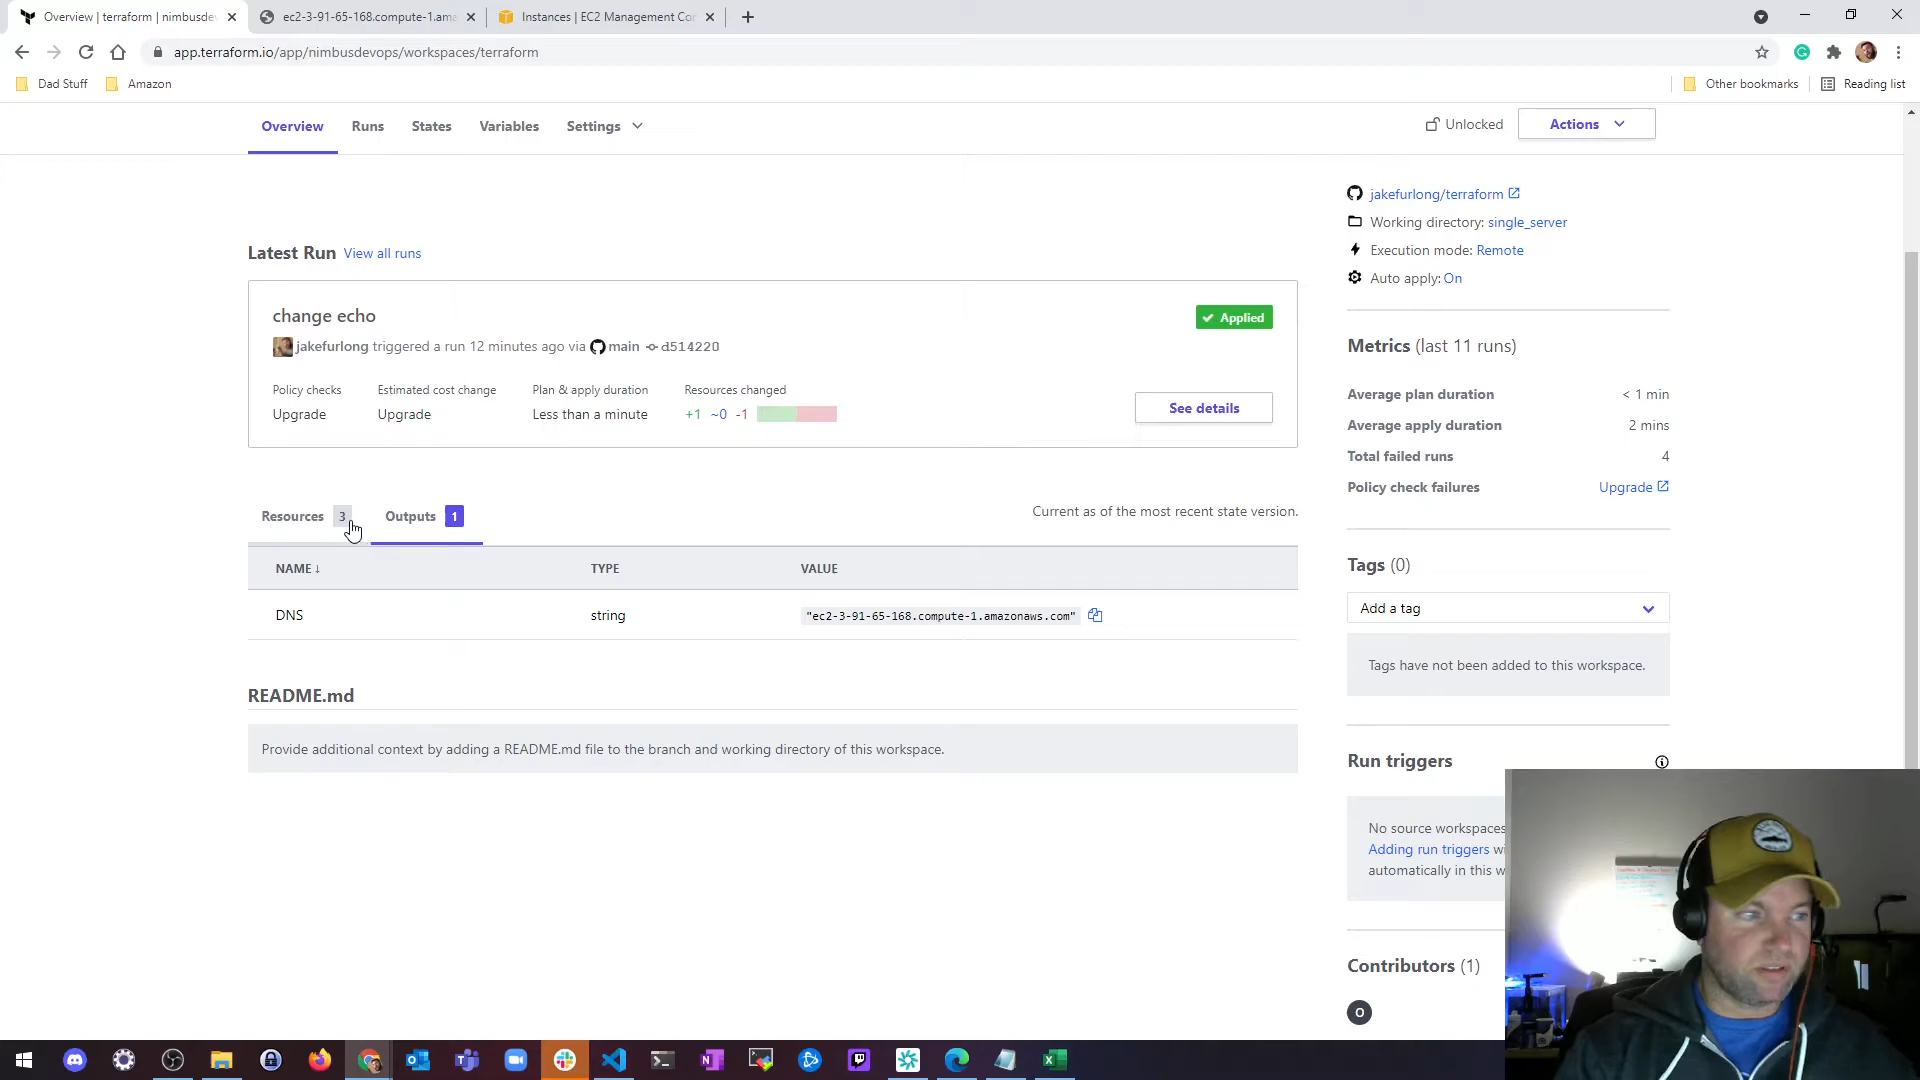 Overview | terraform | nimbusdev
ec2-3-91-65-168.compute-1.ama
Instances | EC2 Management Con
app.terraform.io/app/nimbusdevops/workspaces/terraform
Dad Stuff
Amazon
Other bookmarks
Reading list
Overview
Runs
States
Variables
Settings
Unlocked
Actions
jakefurlong/terraform
Working directory: single_server
Execution mode: Remote
Auto apply: On
Latest Run View all runs
change echo
Applied
jakefurlong triggered a run 12 minutes ago via main d514220
Policy checks
Estimated cost change
Plan & apply duration
Resources changed
Upgrade
Upgrade
Less than a minute
+1 ~0 -1
See details
Metrics (last 11 runs)
Average plan duration < 1 min
Average apply duration 2 mins
Total failed runs 4
Policy check failures Upgrade
Resources 3
Outputs 1
Current as of the most recent state version.
NAME ↓
TYPE
VALUE
DNS
string
"ec2-3-91-65-168.compute-1.amazonaws.com"
README.md
Provide additional context by adding a README.md file to the branch and working directory of this workspace.
Tags (0)
Add a tag
Tags have not been added to this workspace.
Run triggers
No source workspaces
Adding run triggers wi
automatically in this w
Contributors (1)
O